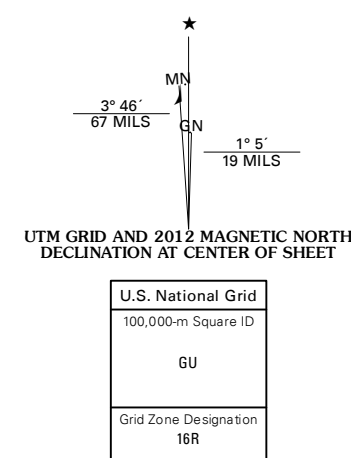 ★
MN
3° 46´
67 MILS
GN
1° 5´
19 MILS
UTM GRID AND 2012 MAGNETIC NORTH
DECLINATION AT CENTER OF SHEET
U.S. National Grid
100,000-m Square ID
GU
Grid Zone Designation
16R